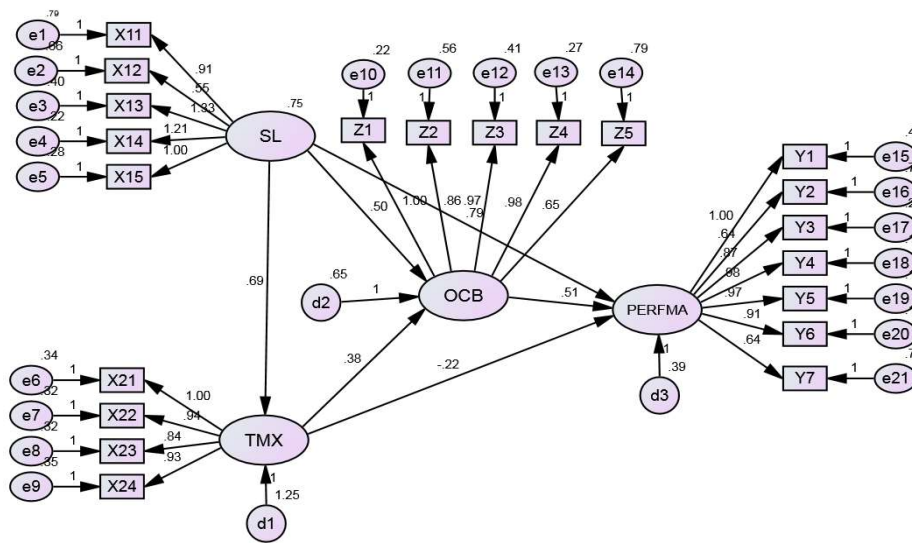 .79
e1 1 X11
.66
e2 1 X12
.40
e3 1 X13
.22
e4 1 X14
.28
e5 1 X15
.91
.55
1.33
1.21
1.00
.75
SL
.22 .56 .41 .27 .79
e10 e11 e12 e13 e14
1 1 1 1 1
Z1 Z2 Z3 Z4 Z5
1.00 .86 .97 .98 .65
.79
.50
.69
.65
d2 1
OCB
.51
.38
-.22
PERFMA
1
.39
d3
1.00
.64
.87
.98
.97
.91
.64
Y1 1 e15
Y2 1 e16
Y3 1 e17
Y4 1 e18
Y5 1 e19
Y6 1 e20
Y7 1 e21
.34
e6 1 X21
.32
e7 1 X22
.32
e8 1 X23
.35
e9 1 X24
1.00
.94
.84
.93
TMX
1
1.25
d1